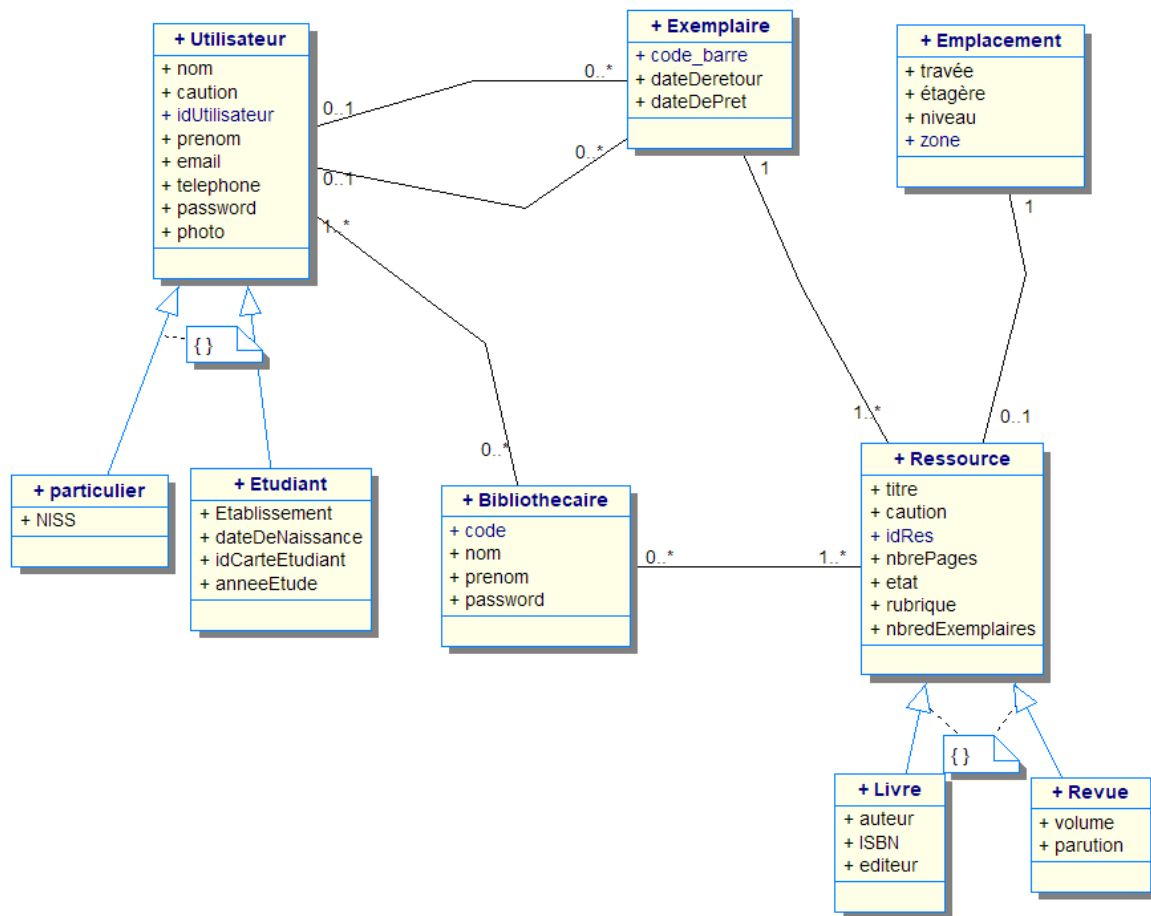 + Utilisateur
+ nom
+ caution
+ idUtilisateur
+ prenom
+ email
+ telephone
+ password
+ photo
+ Exemplaire
+ code_barre
+ dateDeretour
+ dateDePret
+ Emplacement
+ travée
+ étagère
+ niveau
+ zone
0..1
0..*
0..1
0..*
1..*
0..*
1
1..*
1
0..1
{ }
+ particulier
+ NISS
+ Etudiant
+ Etablissement
+ dateDeNaissance
+ idCarteEtudiant
+ anneeEtude
+ Bibliothecaire
+ code
+ nom
+ prenom
+ password
0..*
1..*
+ Ressource
+ titre
+ caution
+ idRes
+ nbrePages
+ etat
+ rubrique
+ nbredExemplaires
{ }
+ Livre
+ auteur
+ ISBN
+ editeur
+ Revue
+ volume
+ parution